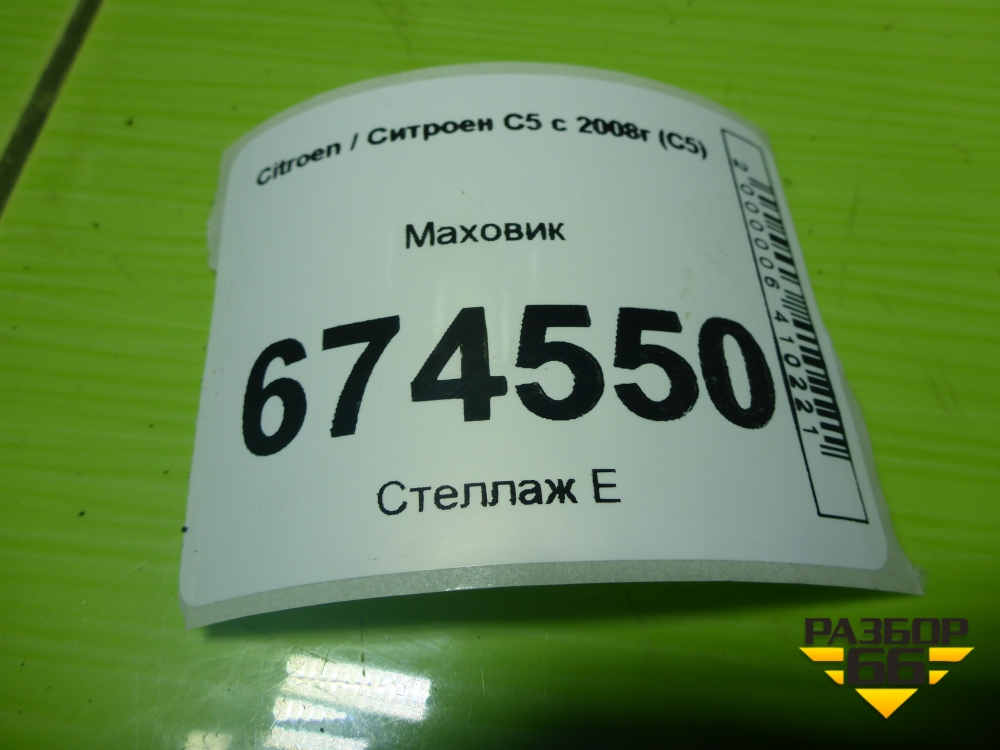 Citroen / Ситроен C5 с 2008г (C5)
Маховик
674550
Стеллаж Е
2000006410221
РАЗБОР
66